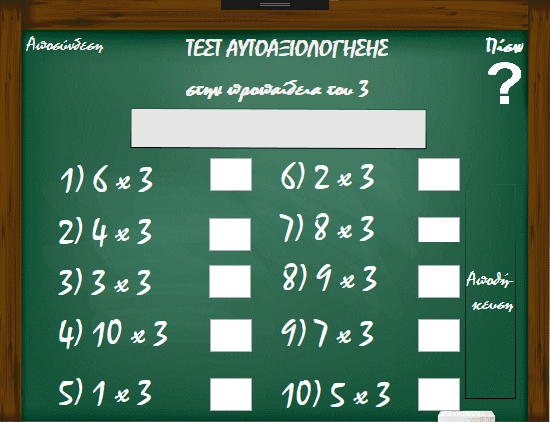 Αποσύνδεση
ΤΕΣΤ ΑΥΤΟΑΞΙΟΛΟΓΗΣΗΣ
Πίσω
?
στην προπαίδεια του 3
1) 6 x 3
2) 4 x 3
3) 3 x 3
4) 10 x 3
5) 1 x 3
6) 2 x 3
7) 8 x 3
8) 9 x 3
9) 7 x 3
10) 5 x 3
Αποθή-
κευση